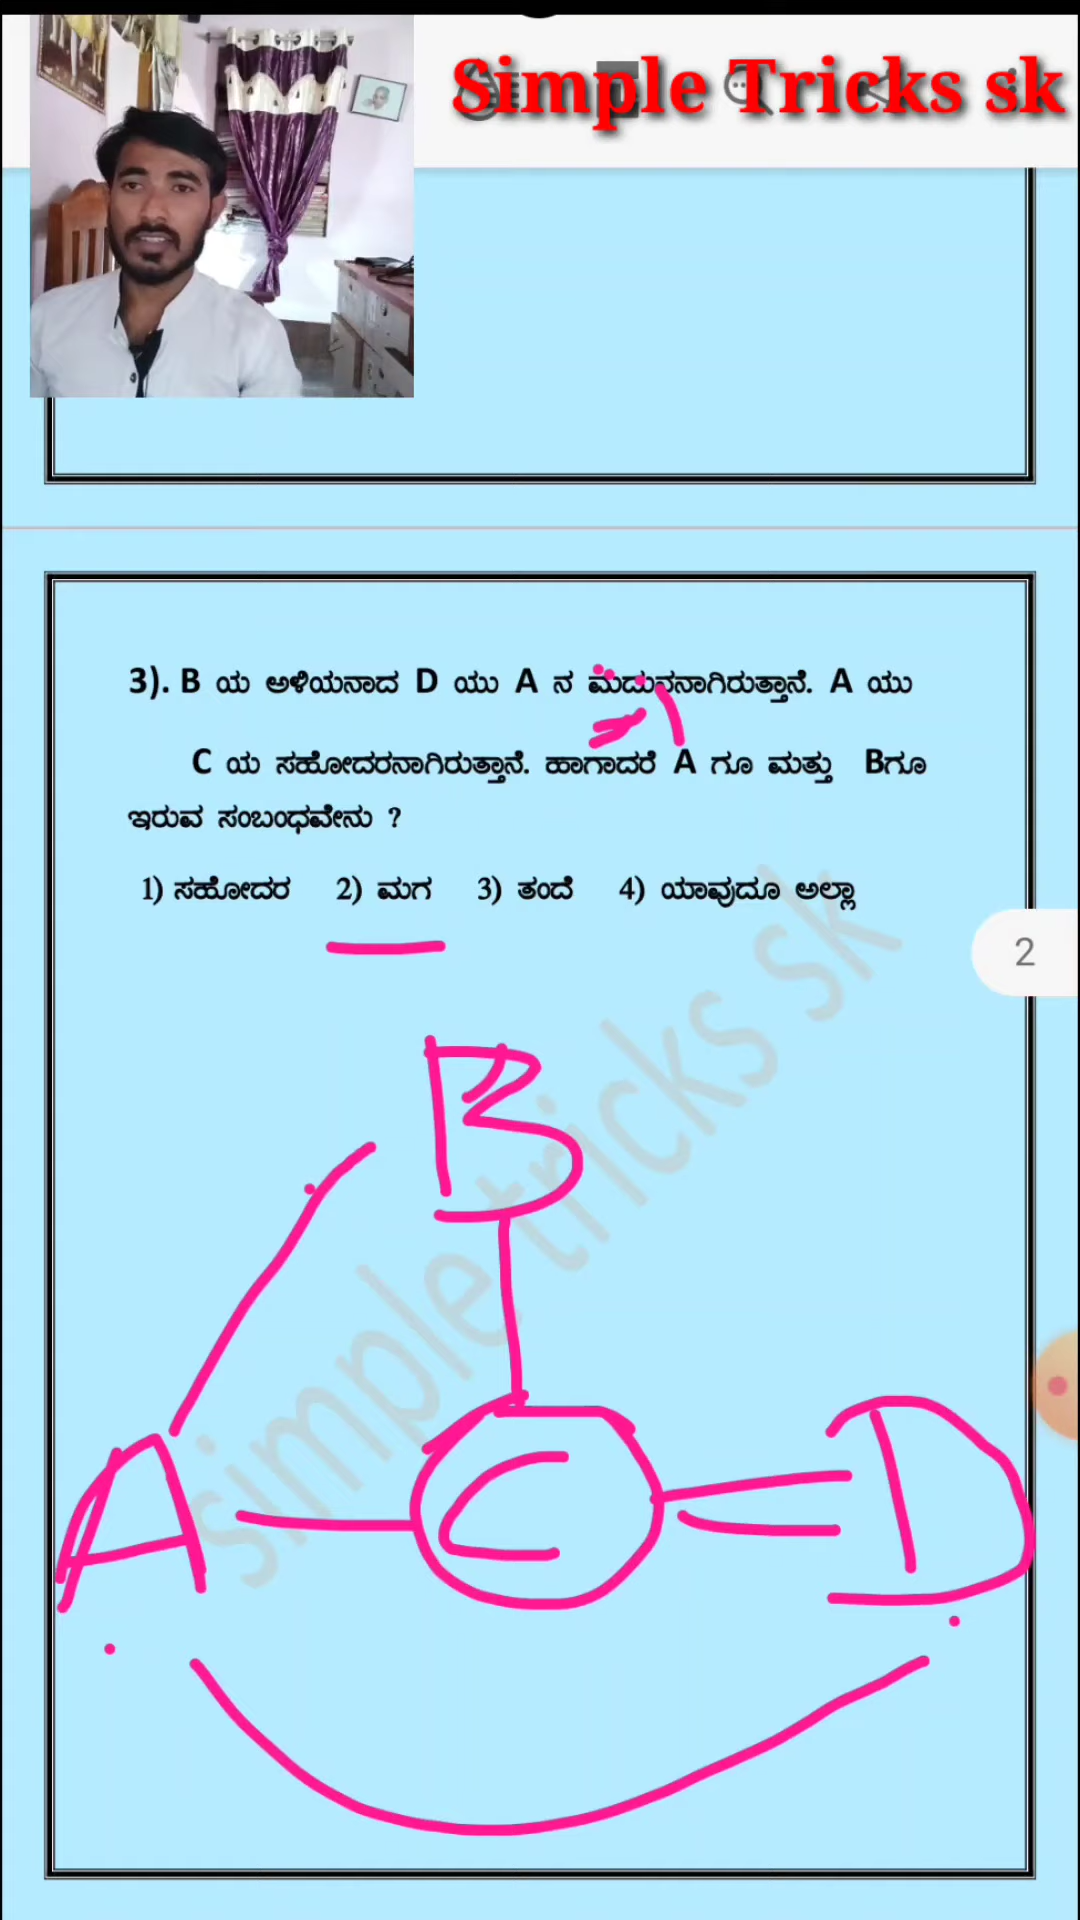 Simple Tricks sk
3). B ಯ ಅಳಿಯನಾದ D ಯು A ನ ಮೆದುವನಾಗಿರುತ್ತಾನೆ. A ಯು
C ಯ ಸಹೋದರನಾಗಿರುತ್ತಾನೆ. ಹಾಗಾದರೆ A ಗೂ ಮತ್ತು Bಗೂ
ಇರುವ ಸಂಬಂಧವೇನು ?
1) ಸಹೋದರ 2) ಮಗ 3) ತಂದೆ 4) ಯಾವುದೂ ಅಲ್ಲಾ
2
simple tricks sk
B
A C D